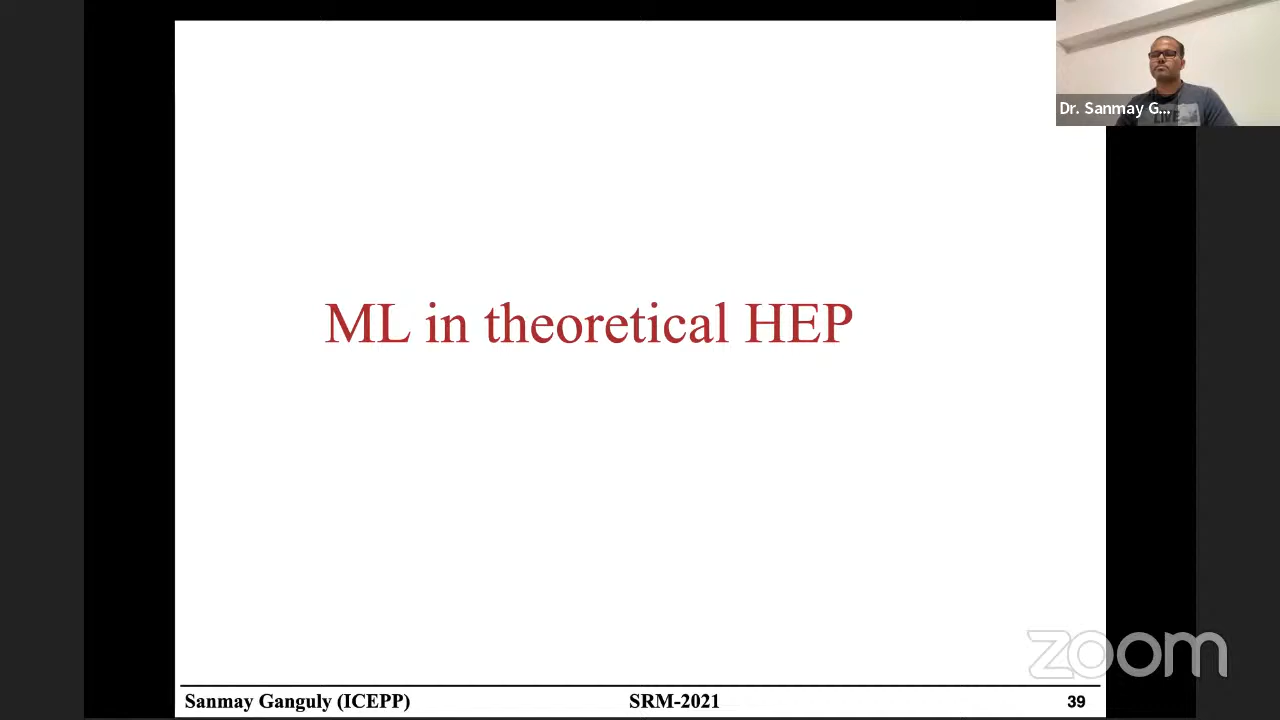 Dr. Sanmay G...
ML in theoretical HEP
zoom
Sanmay Ganguly (ICEPP) SRM-2021 39